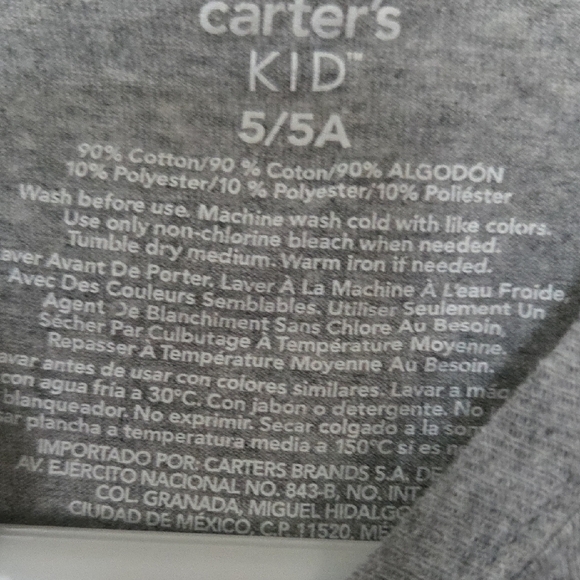 carter's
KID™
5/5A
90% Cotton/90 % Coton/90% ALGODÓN
10% Polyester/10 % Polyester/10% Poliéster
Wash before use. Machine wash cold with like colors.
Use only non-chlorine bleach when needed.
Tumble dry medium. Warm iron if needed.
aver Avant De Porter. Laver À La Machine À L'eau Froide
Avec Des Couleurs Semblables. Utiliser Seulement Un
Agent De Blanchiment Sans Chlore Au Besoin.
Sécher Par Culbutage À Température Moyenne.
Repasser À Température Moyenne Au Besoin.
avar antes de usar con colores similares. Lavar a
con agua fría a 30°C. Con jabón o detergente. No
blanqueador. No exprimir. Secar colgado a la
plancha a temperatura media a 150°C si es
IMPORTADO POR: CARTERS BRANDS S.A. DE
AV. EJÉRCITO NACIONAL NO. 843-B, NO. INT
COL. GRANADA, MIGUEL HIDALGO
CIUDAD DE MÉXICO, C.P. 11520,